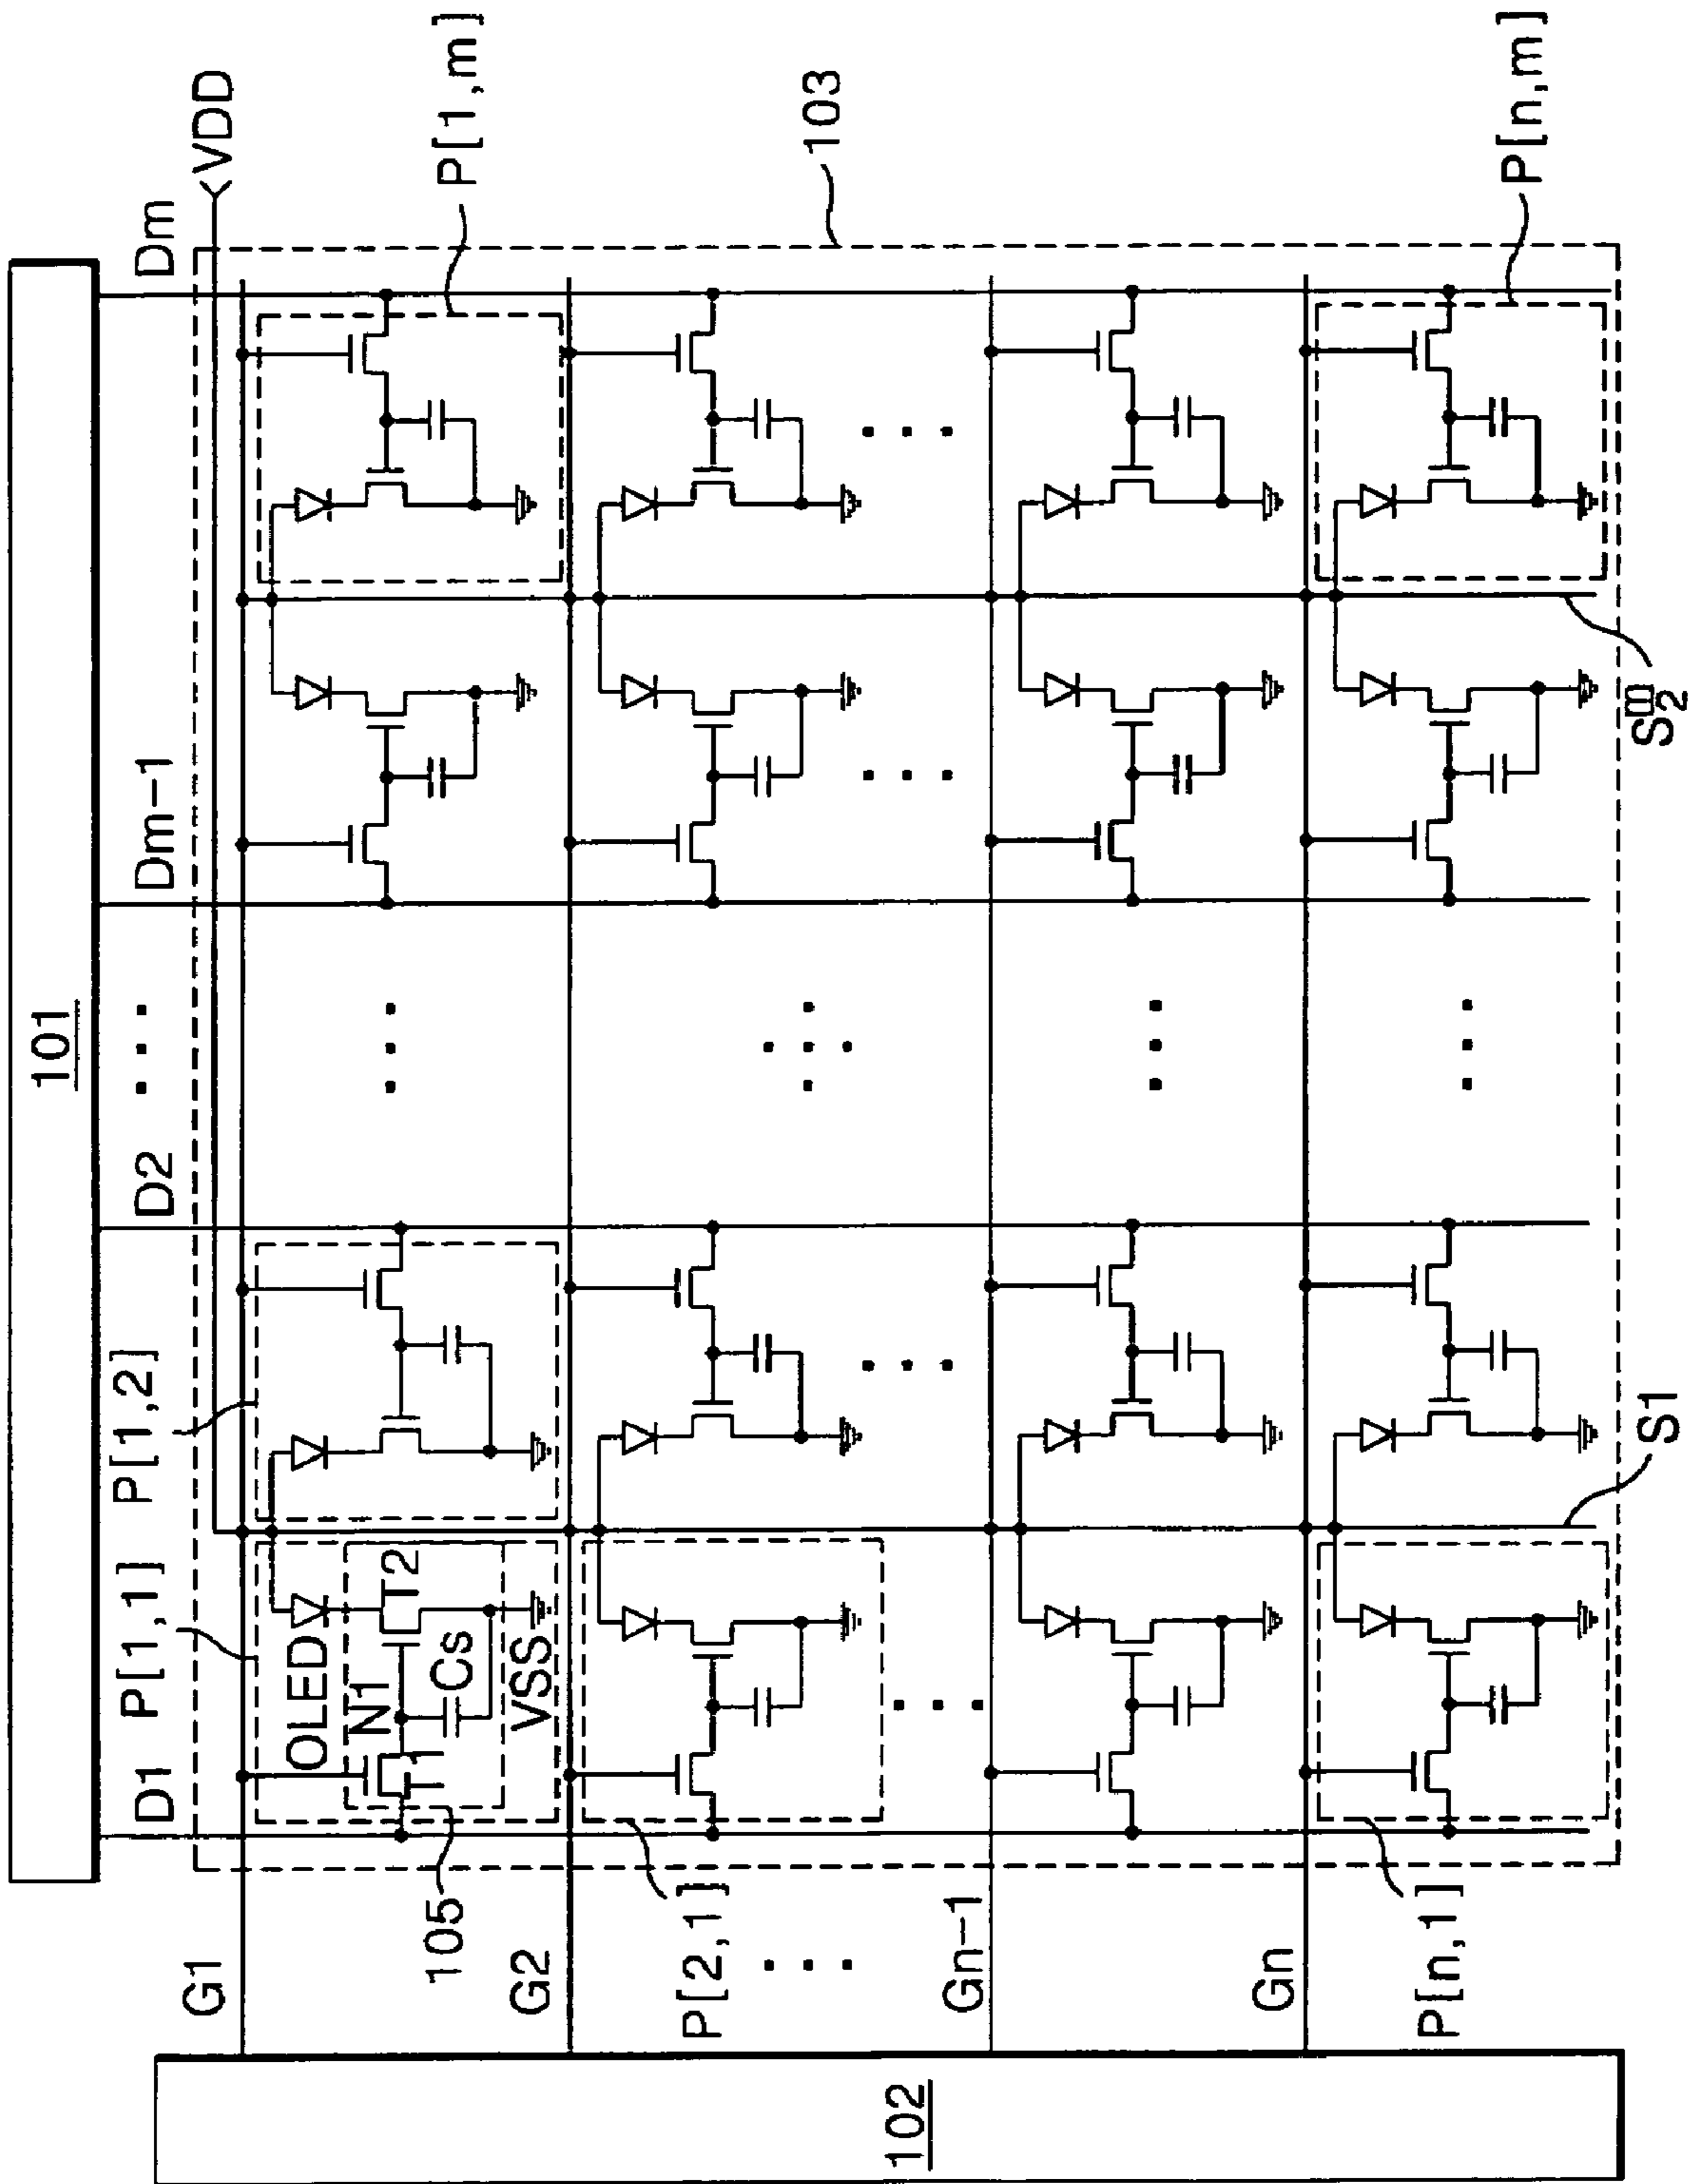 101
D1 P[1,1] P[1,2] D2 ... Dm-1 Dm
VDD
G1
OLED
N1
T2
T1
Cs
VSS
105
P[1,m]
G2
P[2,1]
...
103
Gn-1
Gn
P[n,1]
P[n,m]
S1
S m/2
102